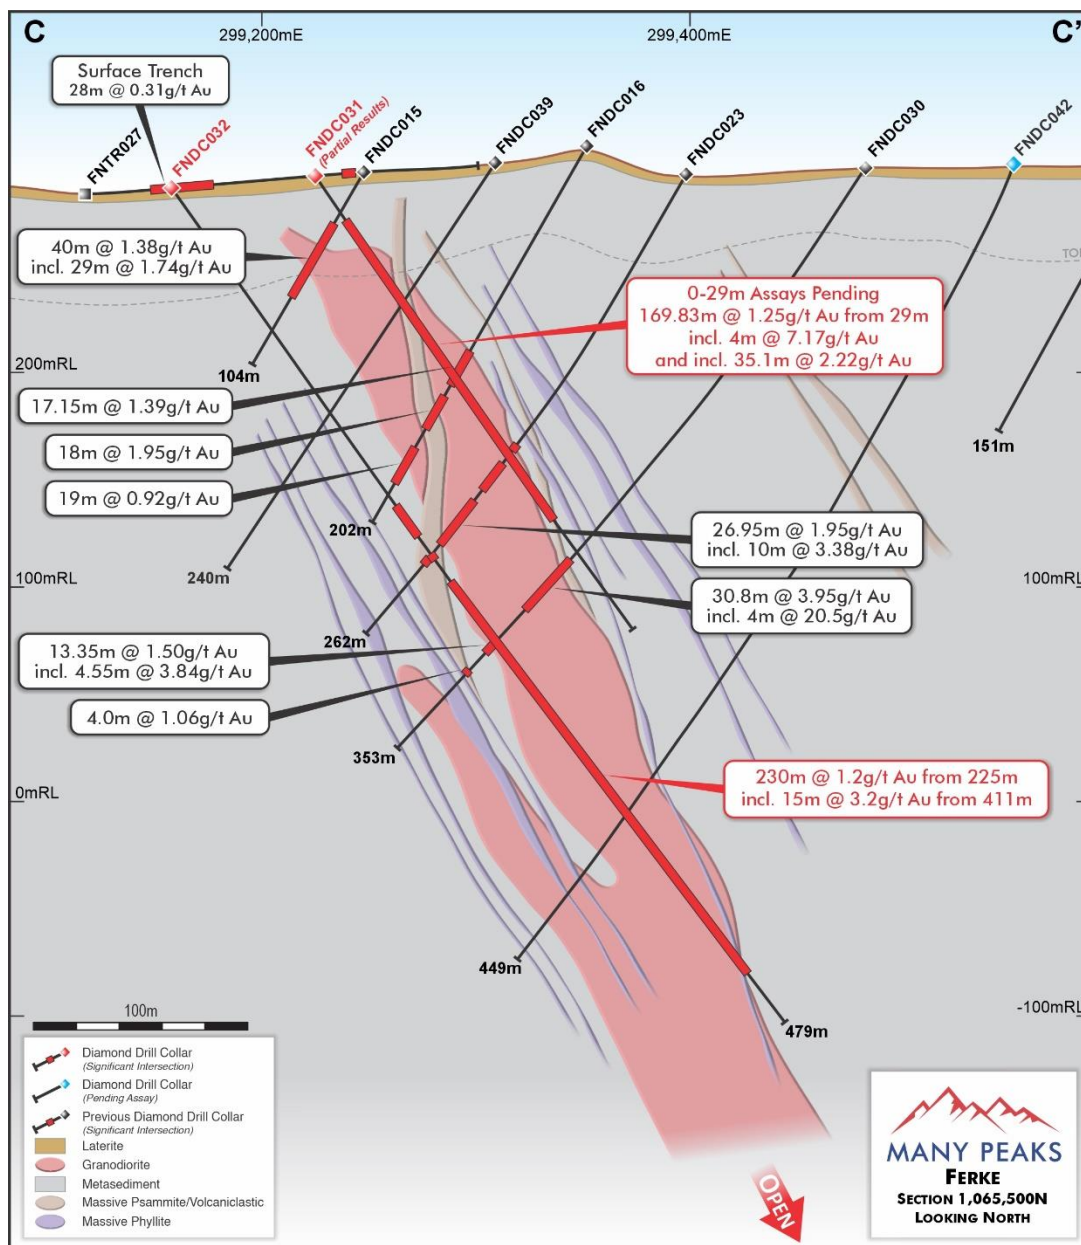 C
299,200mE
299,400mE
C'
Surface Trench
28m @ 0.31g/t Au
FNTR027
FNDC032
FNDC031
(Partial Results)
FNDC015
FNDC039
FNDC016
FNDC023
FNDC030
FNDC042
40m @ 1.38g/t Au
incl. 29m @ 1.74g/t Au
0-29m Assays Pending
169.83m @ 1.25g/t Au from 29m
incl. 4m @ 7.17g/t Au
and incl. 35.1m @ 2.22g/t Au
200mRL
104m
17.15m @ 1.39g/t Au
18m @ 1.95g/t Au
151m
19m @ 0.92g/t Au
202m
26.95m @ 1.95g/t Au
incl. 10m @ 3.38g/t Au
240m
100mRL
100mRL
30.8m @ 3.95g/t Au
incl. 4m @ 20.5g/t Au
262m
13.35m @ 1.50g/t Au
incl. 4.55m @ 3.84g/t Au
4.0m @ 1.06g/t Au
353m
0mRL
230m @ 1.2g/t Au from 225m
incl. 15m @ 3.2g/t Au from 411m
449m
479m
-100mRL
100m
Diamond Drill Collar
(Significant Intersection)
Diamond Drill Collar
(Pending Assay)
Previous Diamond Drill Collar
(Significant Intersection)
Laterite
Granodiorite
Metasediment
Massive Psammite/Volcaniclastic
Massive Phyllite
OPEN
MANY PEAKS
FERKE
SECTION 1,065,500N
LOOKING NORTH